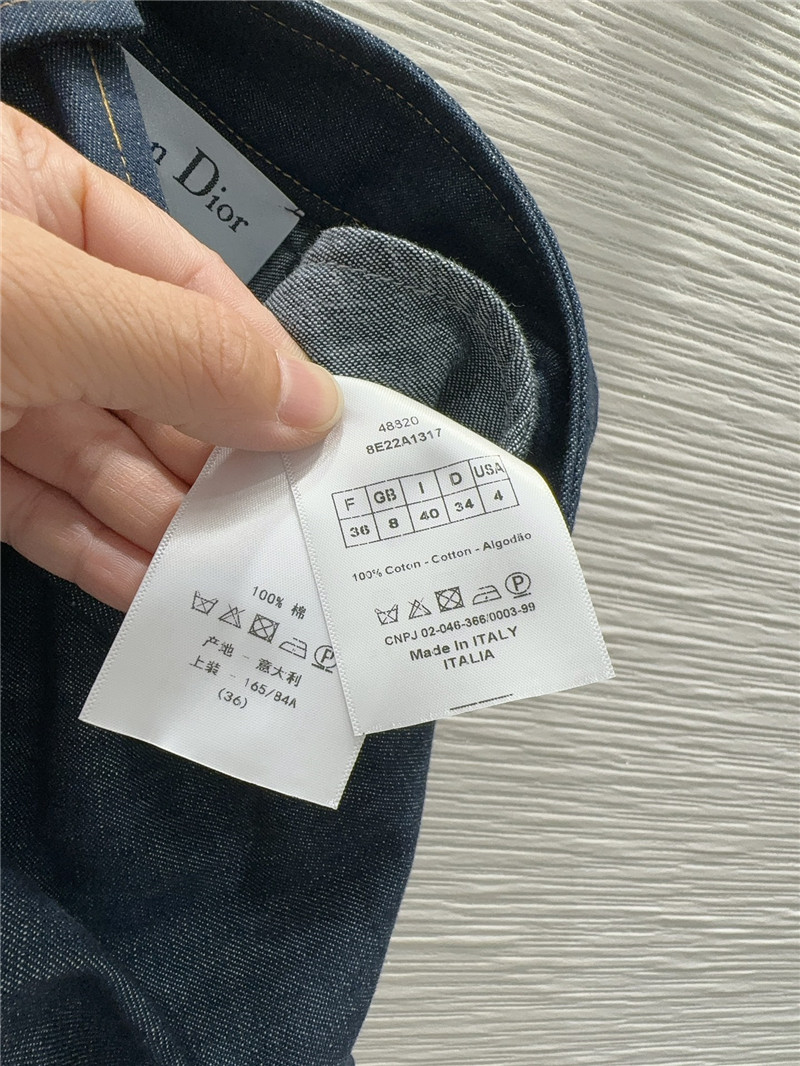 n Dior
48320
8E22A1317
F GB I D USA
36 8 40 34 4
100% Coton - Cotton - Algodão
CNPJ 02-046-366/0003-99
Made In ITALY
ITALIA
100% 棉
产地 - 意大利
上装 - 165/84A
(36)